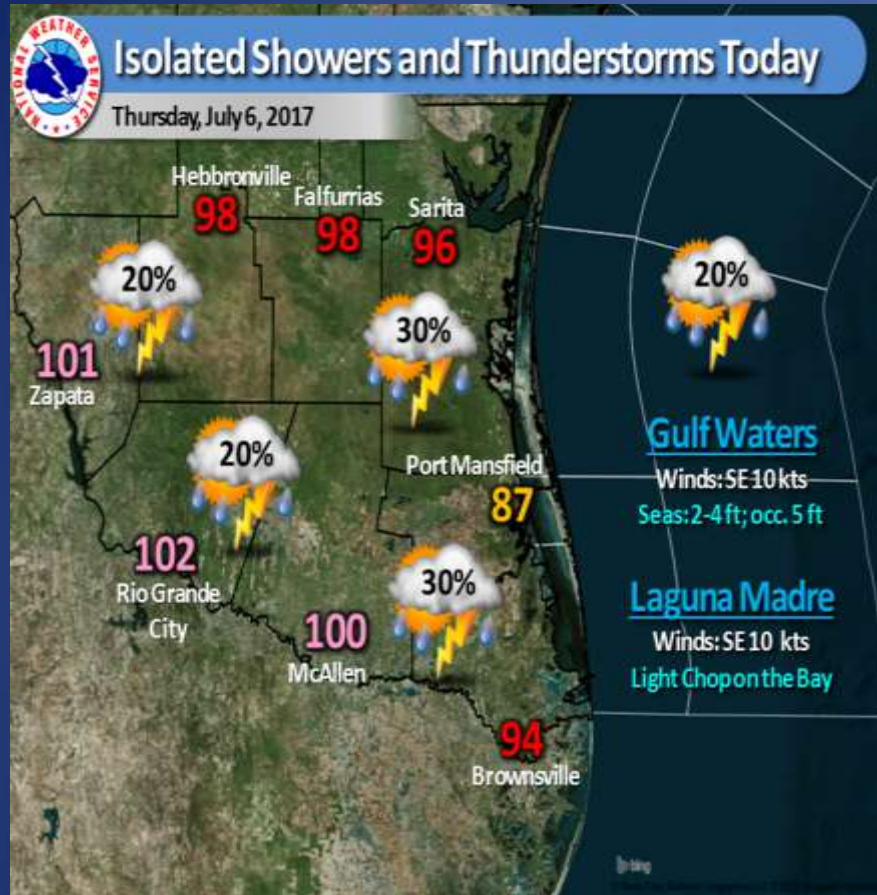 NATIONAL WEATHER SERVICE
Isolated Showers and Thunderstorms Today
Thursday, July 6, 2017
Hebbronville
98
Falfurrias
98
Sarita
96
20%
20%
30%
101
Zapata
20%
Gulf Waters
Port Mansfield
Winds: SE 10 kts
87
Seas: 2-4 ft; occ. 5 ft
102
30%
Rio Grande
City
Laguna Madre
100
Winds: SE 10 kts
McAllen
Light Chop on the Bay
94
Brownsville
bing